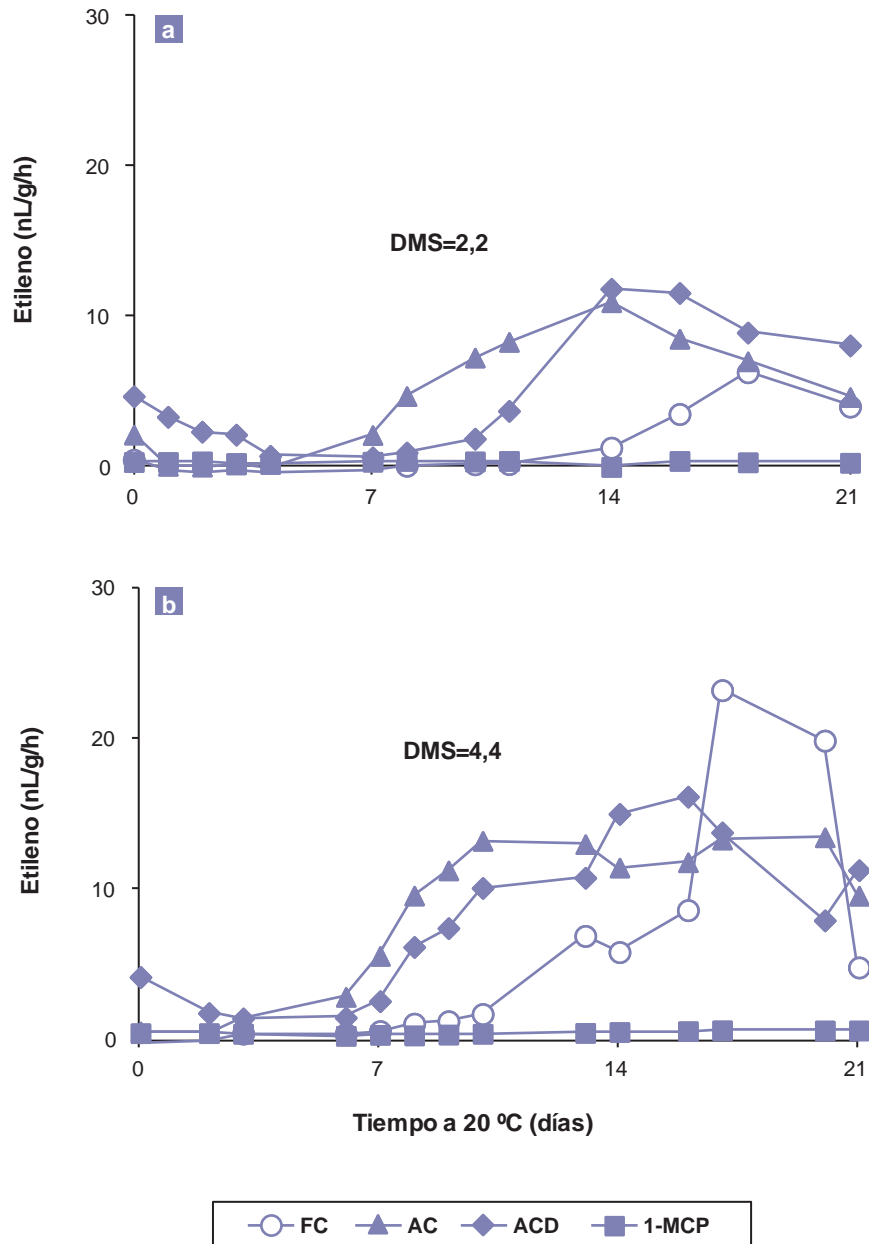 a
30
20
10
0
Etileno (nL/g/h)
DMS=2,2
0 7 14 21
b
30
20
10
0
Etileno (nL/g/h)
DMS=4,4
0 7 14 21
Tiempo a 20 ºC (días)
FC AC ACD 1-MCP